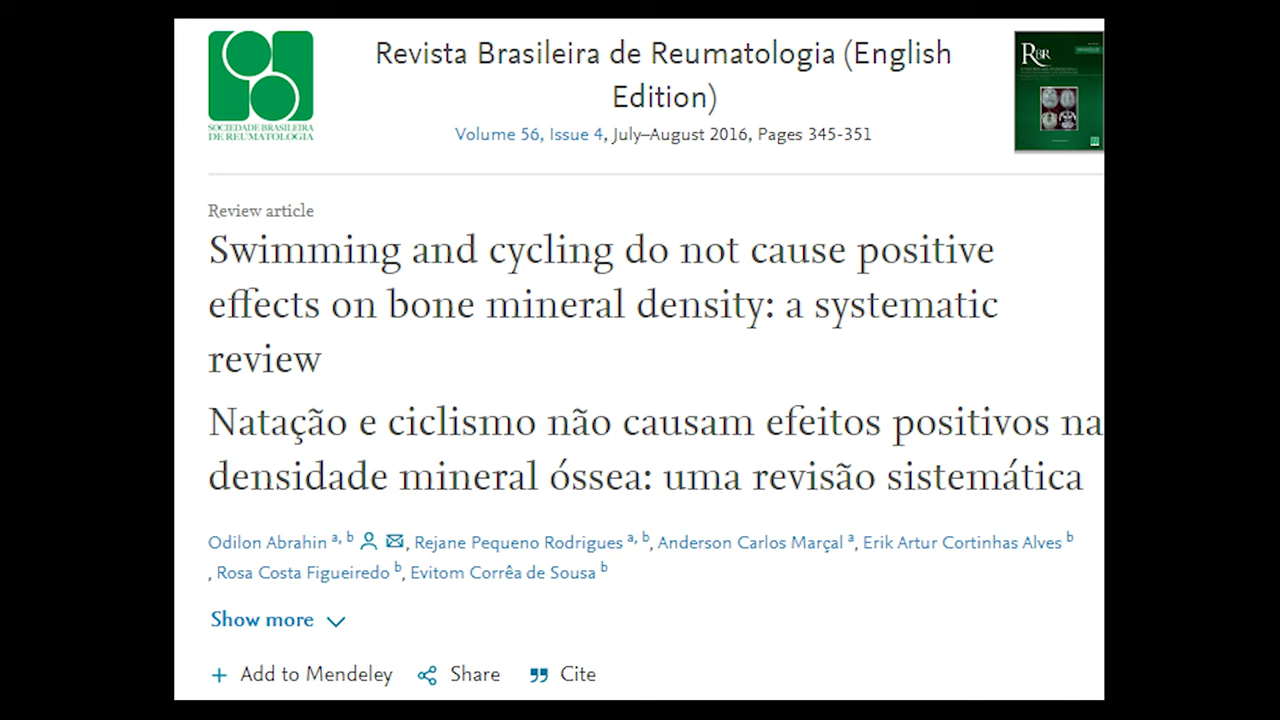 SOCIEDADE BRASILEIRA
DE REUMATOLOGIA
Revista Brasileira de Reumatologia (English
Edition)
Volume 56, Issue 4, July–August 2016, Pages 345-351
RBR
Review article
Swimming and cycling do not cause positive
effects on bone mineral density: a systematic
review
Natação e ciclismo não causam efeitos positivos na
densidade mineral óssea: uma revisão sistemática
Odilon Abrahin a, b, Rejane Pequeno Rodrigues a, b, Anderson Carlos Marçal a, Erik Artur Cortinhas Alves b
, Rosa Costa Figueiredo b, Evitom Corrêa de Sousa b
Show more
+ Add to Mendeley Share Cite